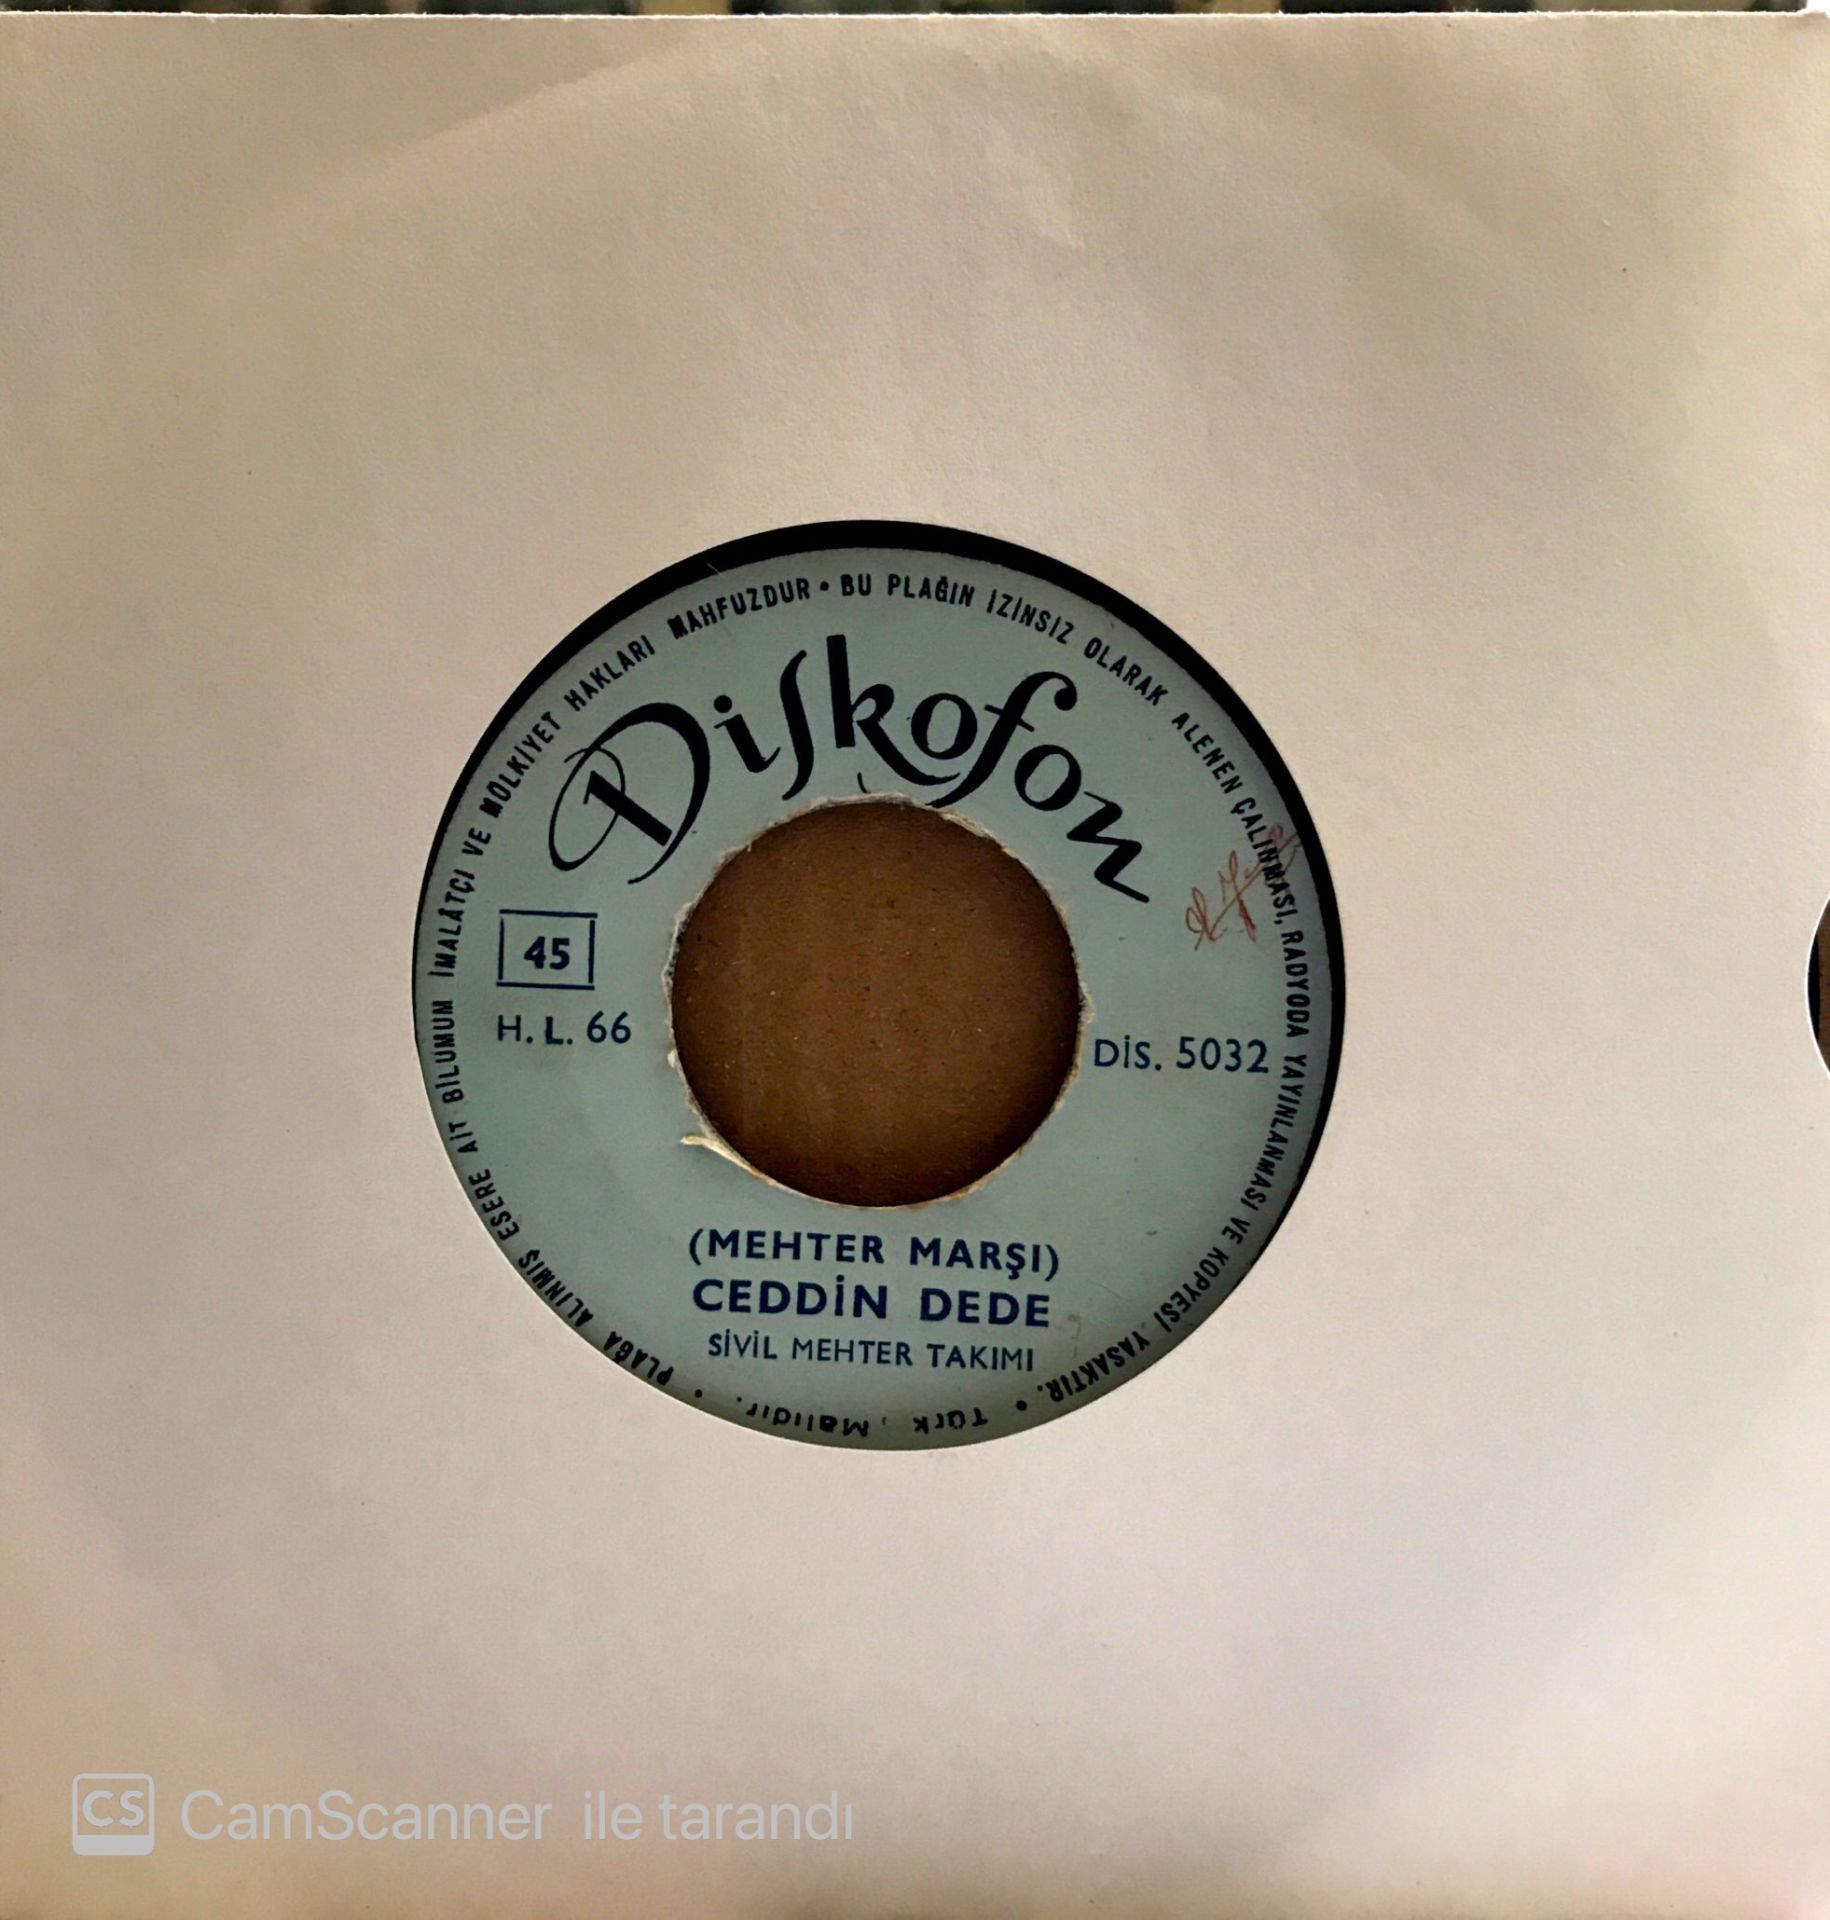 PLAĞA ALINMIŞ ESERE AİT BİLUMUM İMALÂTÇI VE MÜLKİYET HAKLARI MAHFUZDUR • BU PLAĞIN İZİNSİZ OLARAK ALENEN ÇALINMASI, RADYODA YAYINLANMASI VE KOPYESİ YASAKTIR. • Türk Malıdır. •
Diskofon
45
H. L. 66
DİS. 5032
(MEHTER MARŞI)
CEDDİN DEDE
SİVİL MEHTER TAKIMI
CS CamScanner ile tarandı